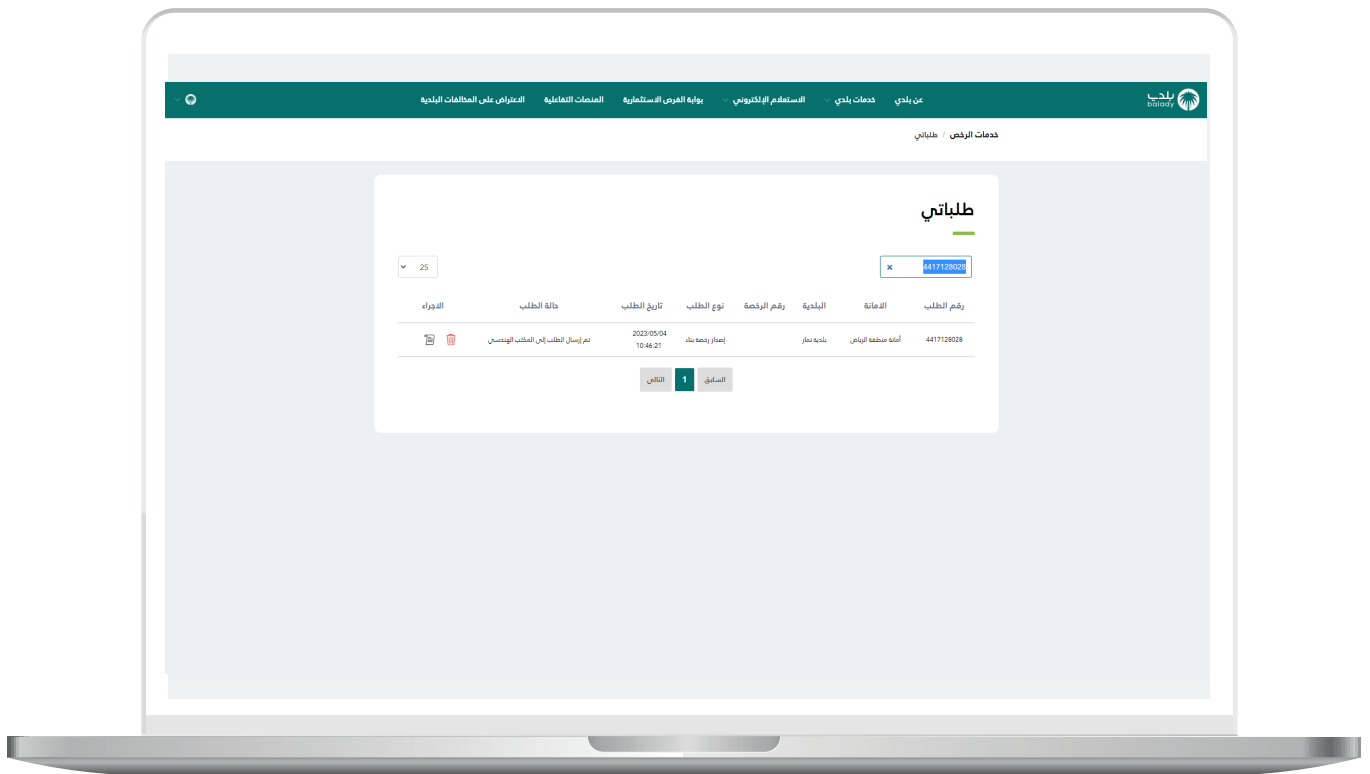 بلدي
balady
عن بلدي
خدمات بلدي
الاستعلام الإلكتروني
بوابة الفرص الاستثمارية
المنصات التفاعلية
الاعتراض على المخالفات البلدية
خدمات الرخص / طلباتي
طلباتي
4417128028 ×
25
رقم الطلب الامانة البلدية رقم الرخصة نوع الطلب تاريخ الطلب حالة الطلب الاجراء
4417128028 أمانة منطقة الرياض بلدية نمار إصدار رخصة بناء 2023/05/04 10:46:21 تم إرسال الطلب إلى المكتب الهندسي
السابق 1 التالي